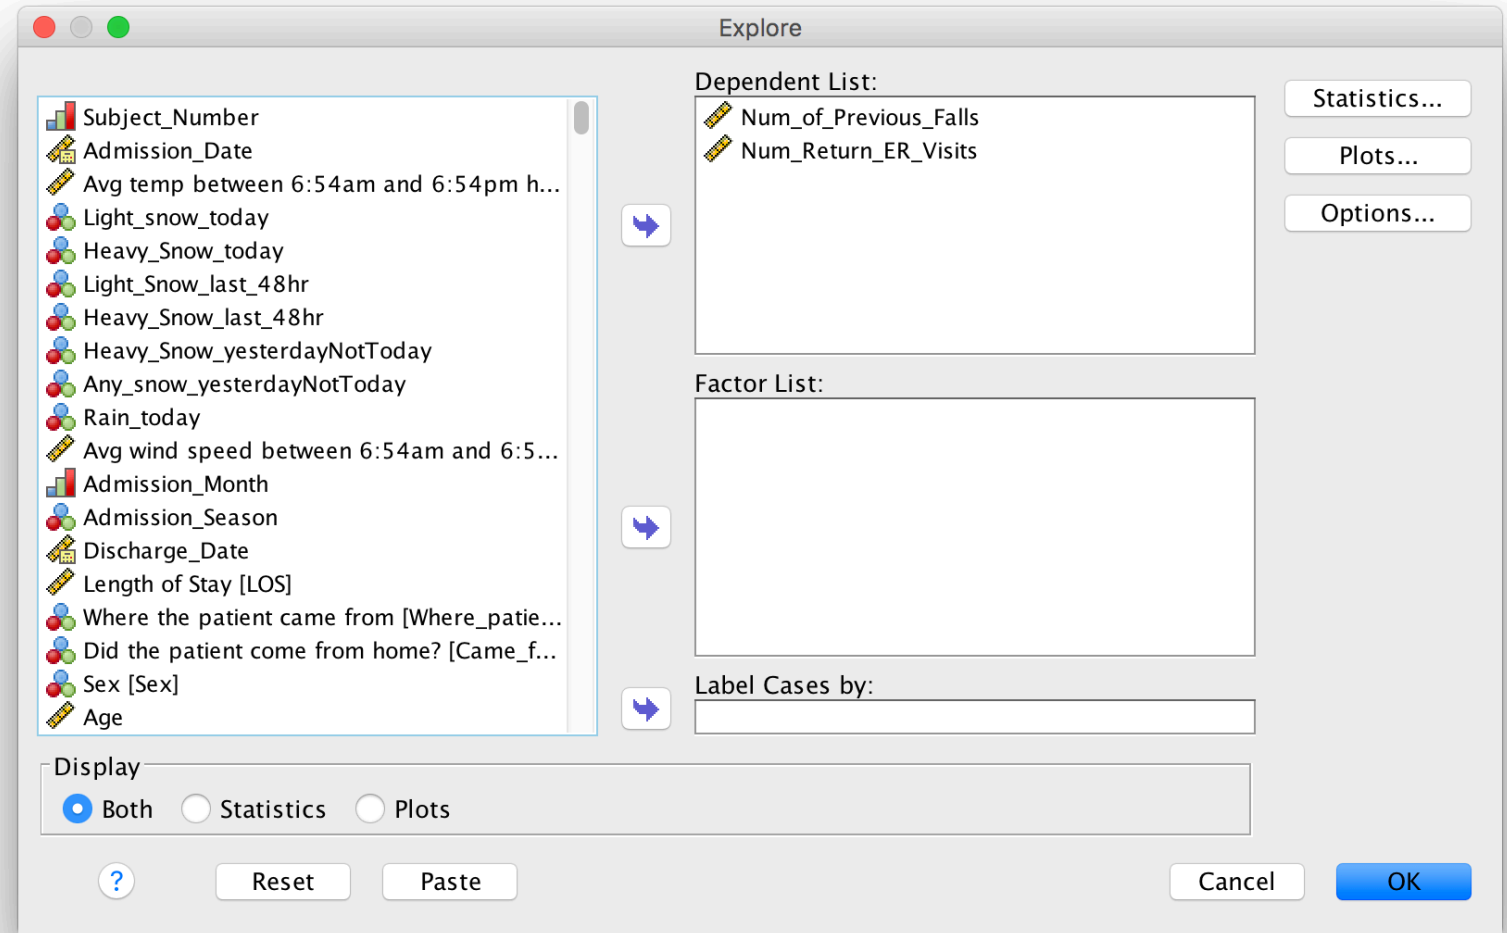 Explore
Subject_Number
Admission_Date
Avg temp between 6:54am and 6:54pm h...
Light_snow_today
Heavy_Snow_today
Light_Snow_last_48hr
Heavy_Snow_last_48hr
Heavy_Snow_yesterdayNotToday
Any_snow_yesterdayNotToday
Rain_today
Avg wind speed between 6:54am and 6:5...
Admission_Month
Admission_Season
Discharge_Date
Length of Stay [LOS]
Where the patient came from [Where_patie...
Did the patient come from home? [Came_f...
Sex [Sex]
Age
Dependent List:
Num_of_Previous_Falls
Num_Return_ER_Visits
Factor List:
Label Cases by:
Statistics...
Plots...
Options...
Display
Both Statistics Plots
? Reset Paste Cancel OK